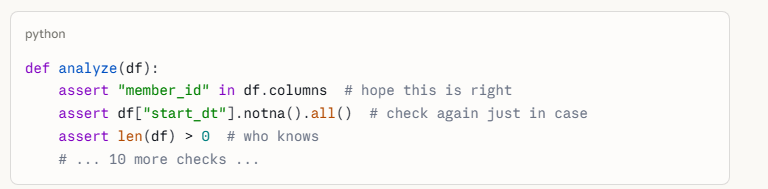 python
def analyze(df):
    assert "member_id" in df.columns  # hope this is right
    assert df["start_dt"].notna().all()  # check again just in case
    assert len(df) > 0  # who knows
    # ... 10 more checks ...